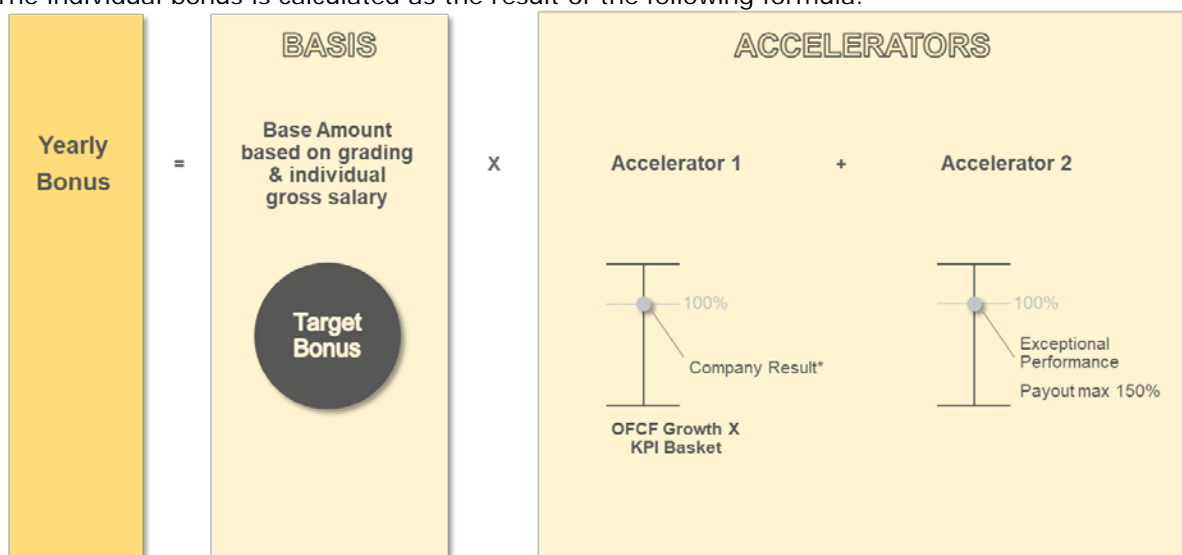 The individual bonus is calculated as the result of the following formula:
BASIS
ACCELERATORS
Yearly
Bonus
=
Base Amount
based on grading
& individual
gross salary
X
Accelerator 1
+
Accelerator 2
Target
Bonus
100%
Company Result*
OFCF Growth X
KPI Basket
100%
Exceptional
Performance
Payout max 150%